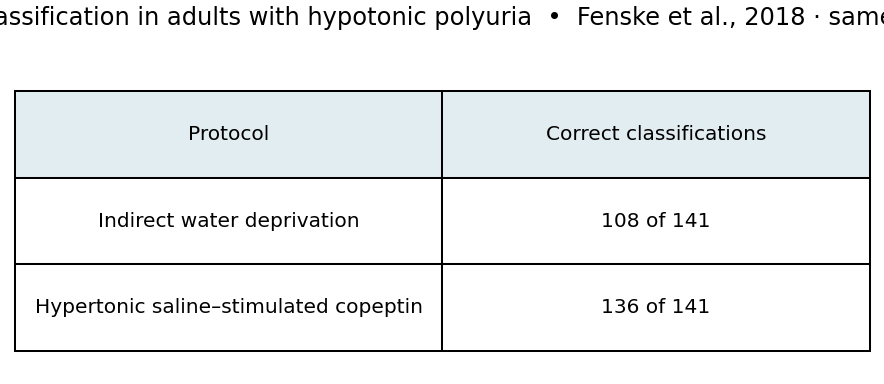 assification in adults with hypotonic polyuria • Fenske et al., 2018 · same
Protocol Correct classifications
Indirect water deprivation 108 of 141
Hypertonic saline–stimulated copeptin 136 of 141